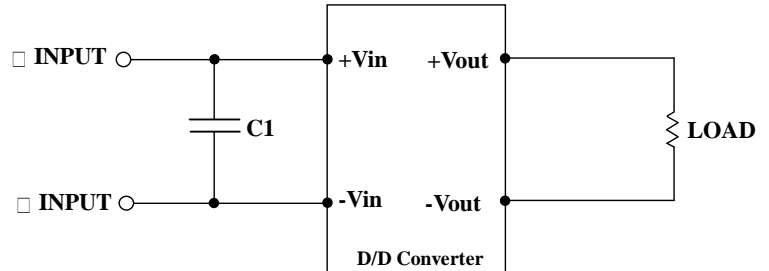 □ INPUT
+Vin
+Vout
C1
LOAD
□ INPUT
-Vin
-Vout
D/D Converter